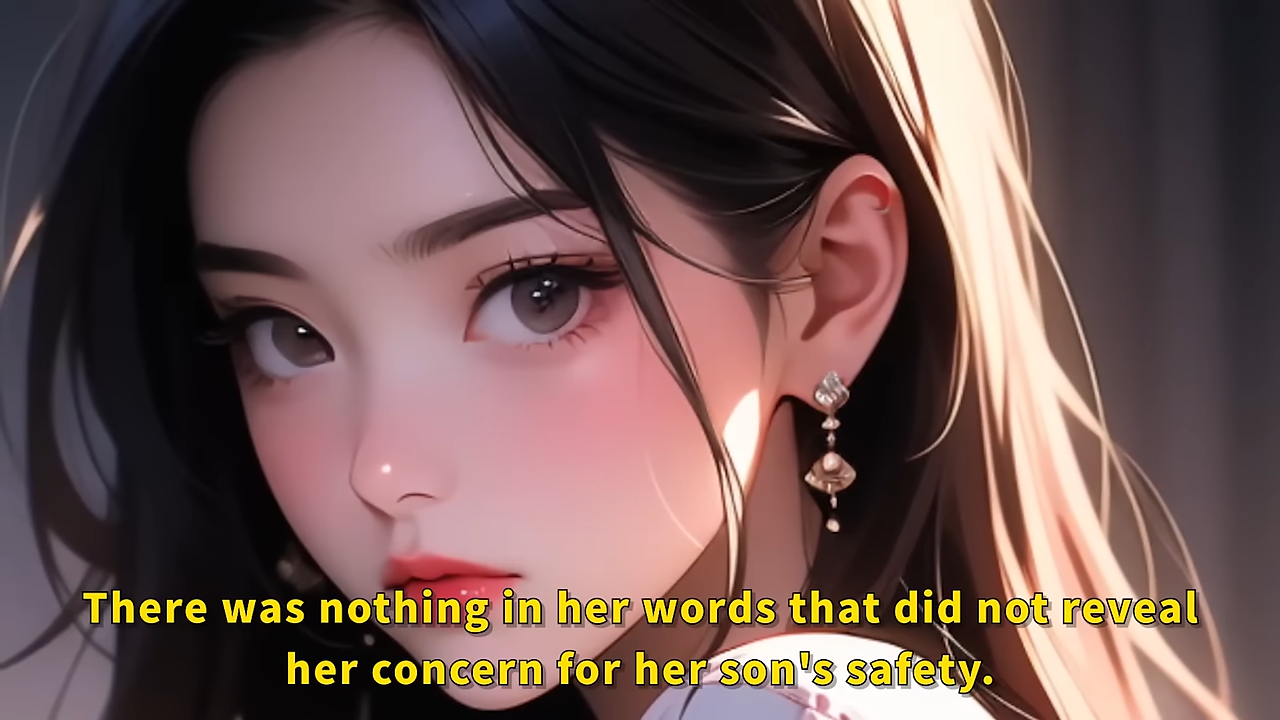 There was nothing in her words that did not reveal
her concern for her son's safety.